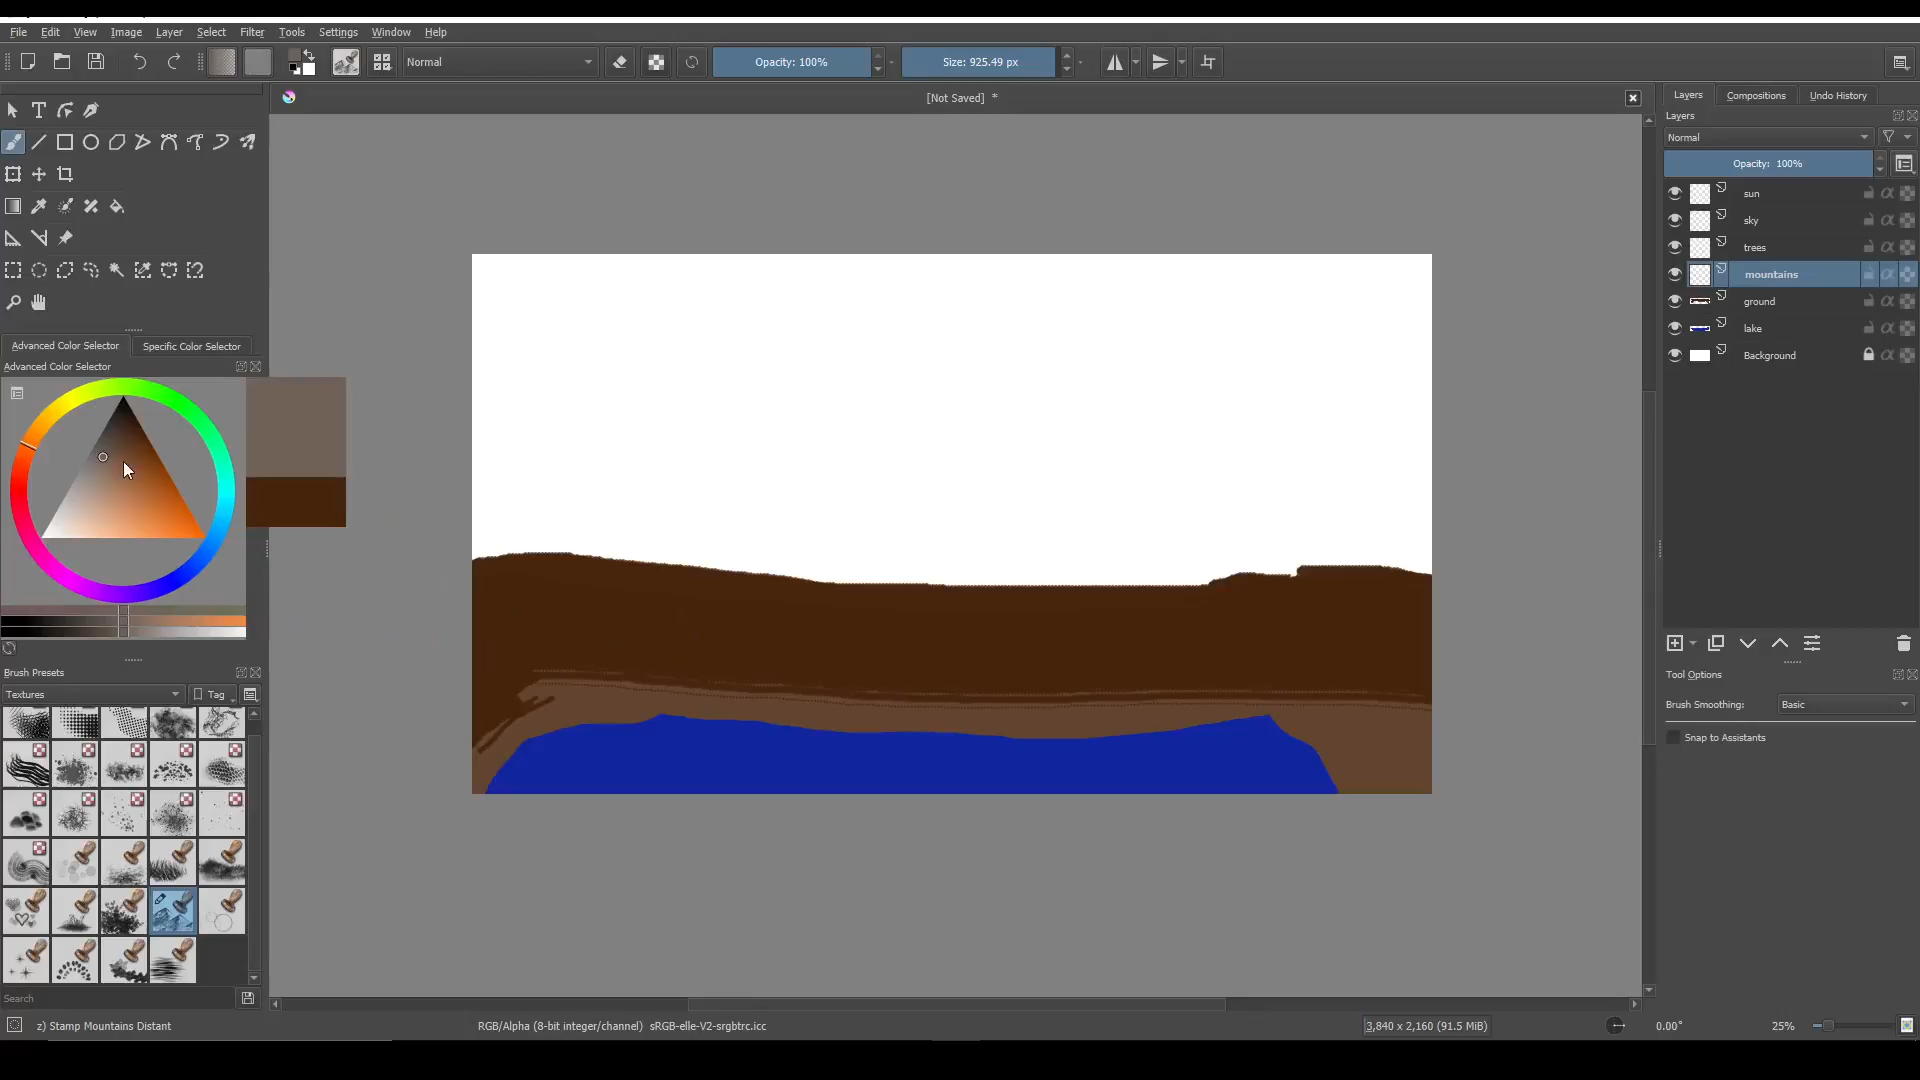 File Edit View Image Layer Select Filter Tools Settings Window Help
Normal Opacity: 100% Size: 925.49 px
[Not Saved] *
Layers Compositions Undo History
Layers
Normal
Opacity: 100%
sun
sky
trees
mountains
ground
lake
Background
Advanced Color Selector Specific Color Selector
Advanced Color Selector
Tool Options
Brush Smoothing: Basic
Snap to Assistants
Brush Presets
Textures Tag
Search
z) Stamp Mountains Distant RGB/Alpha (8-bit integer/channel) sRGB-elle-V2-srgbtrc.icc 3,840 x 2,160 (91.5 MiB) 0.00° 25%